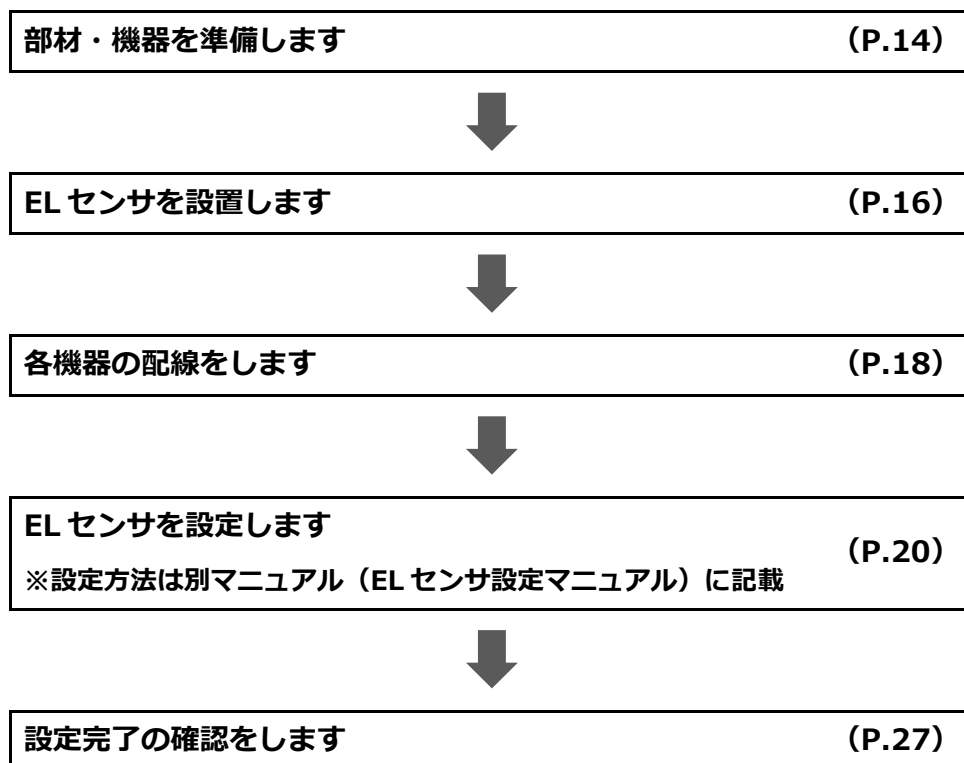 部材・機器を準備します （P.14）
EL センサを設置します （P.16）
各機器の配線をします （P.18）
EL センサを設定します
（P.20）
※設定方法は別マニュアル（EL センサ設定マニュアル）に記載
設定完了の確認をします （P.27）